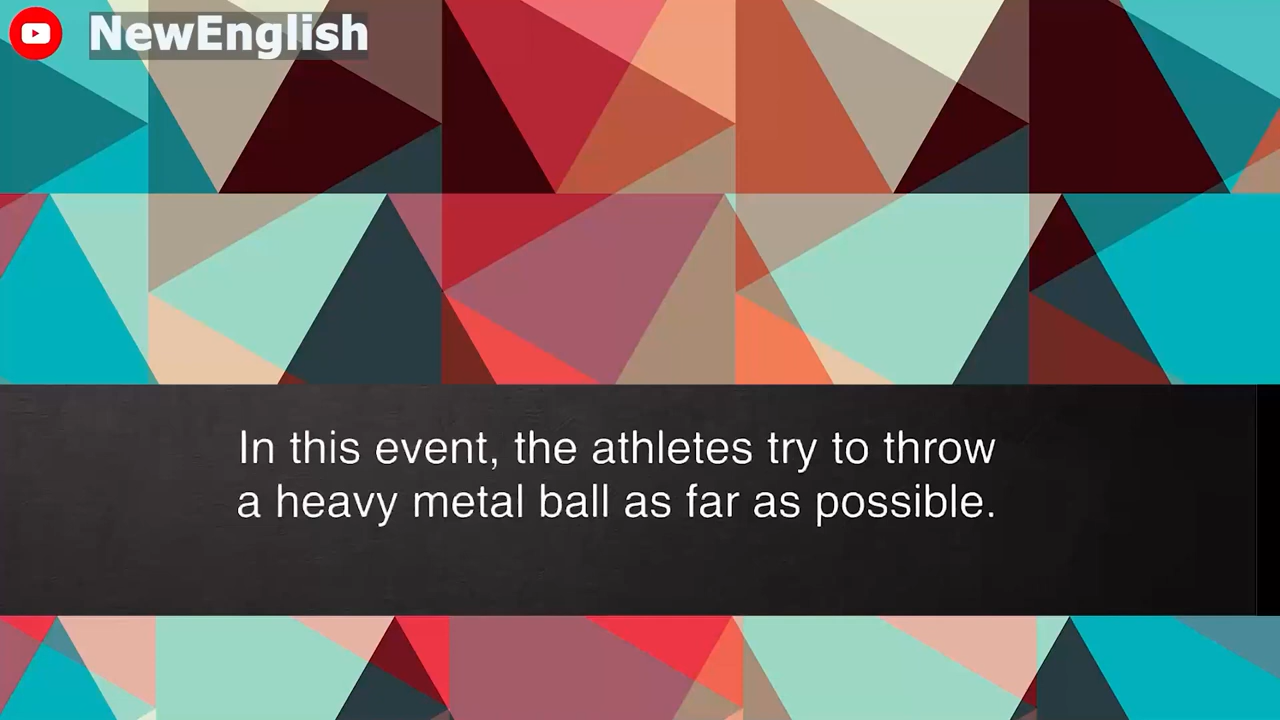 NewEnglish
In this event, the athletes try to throw
a heavy metal ball as far as possible.